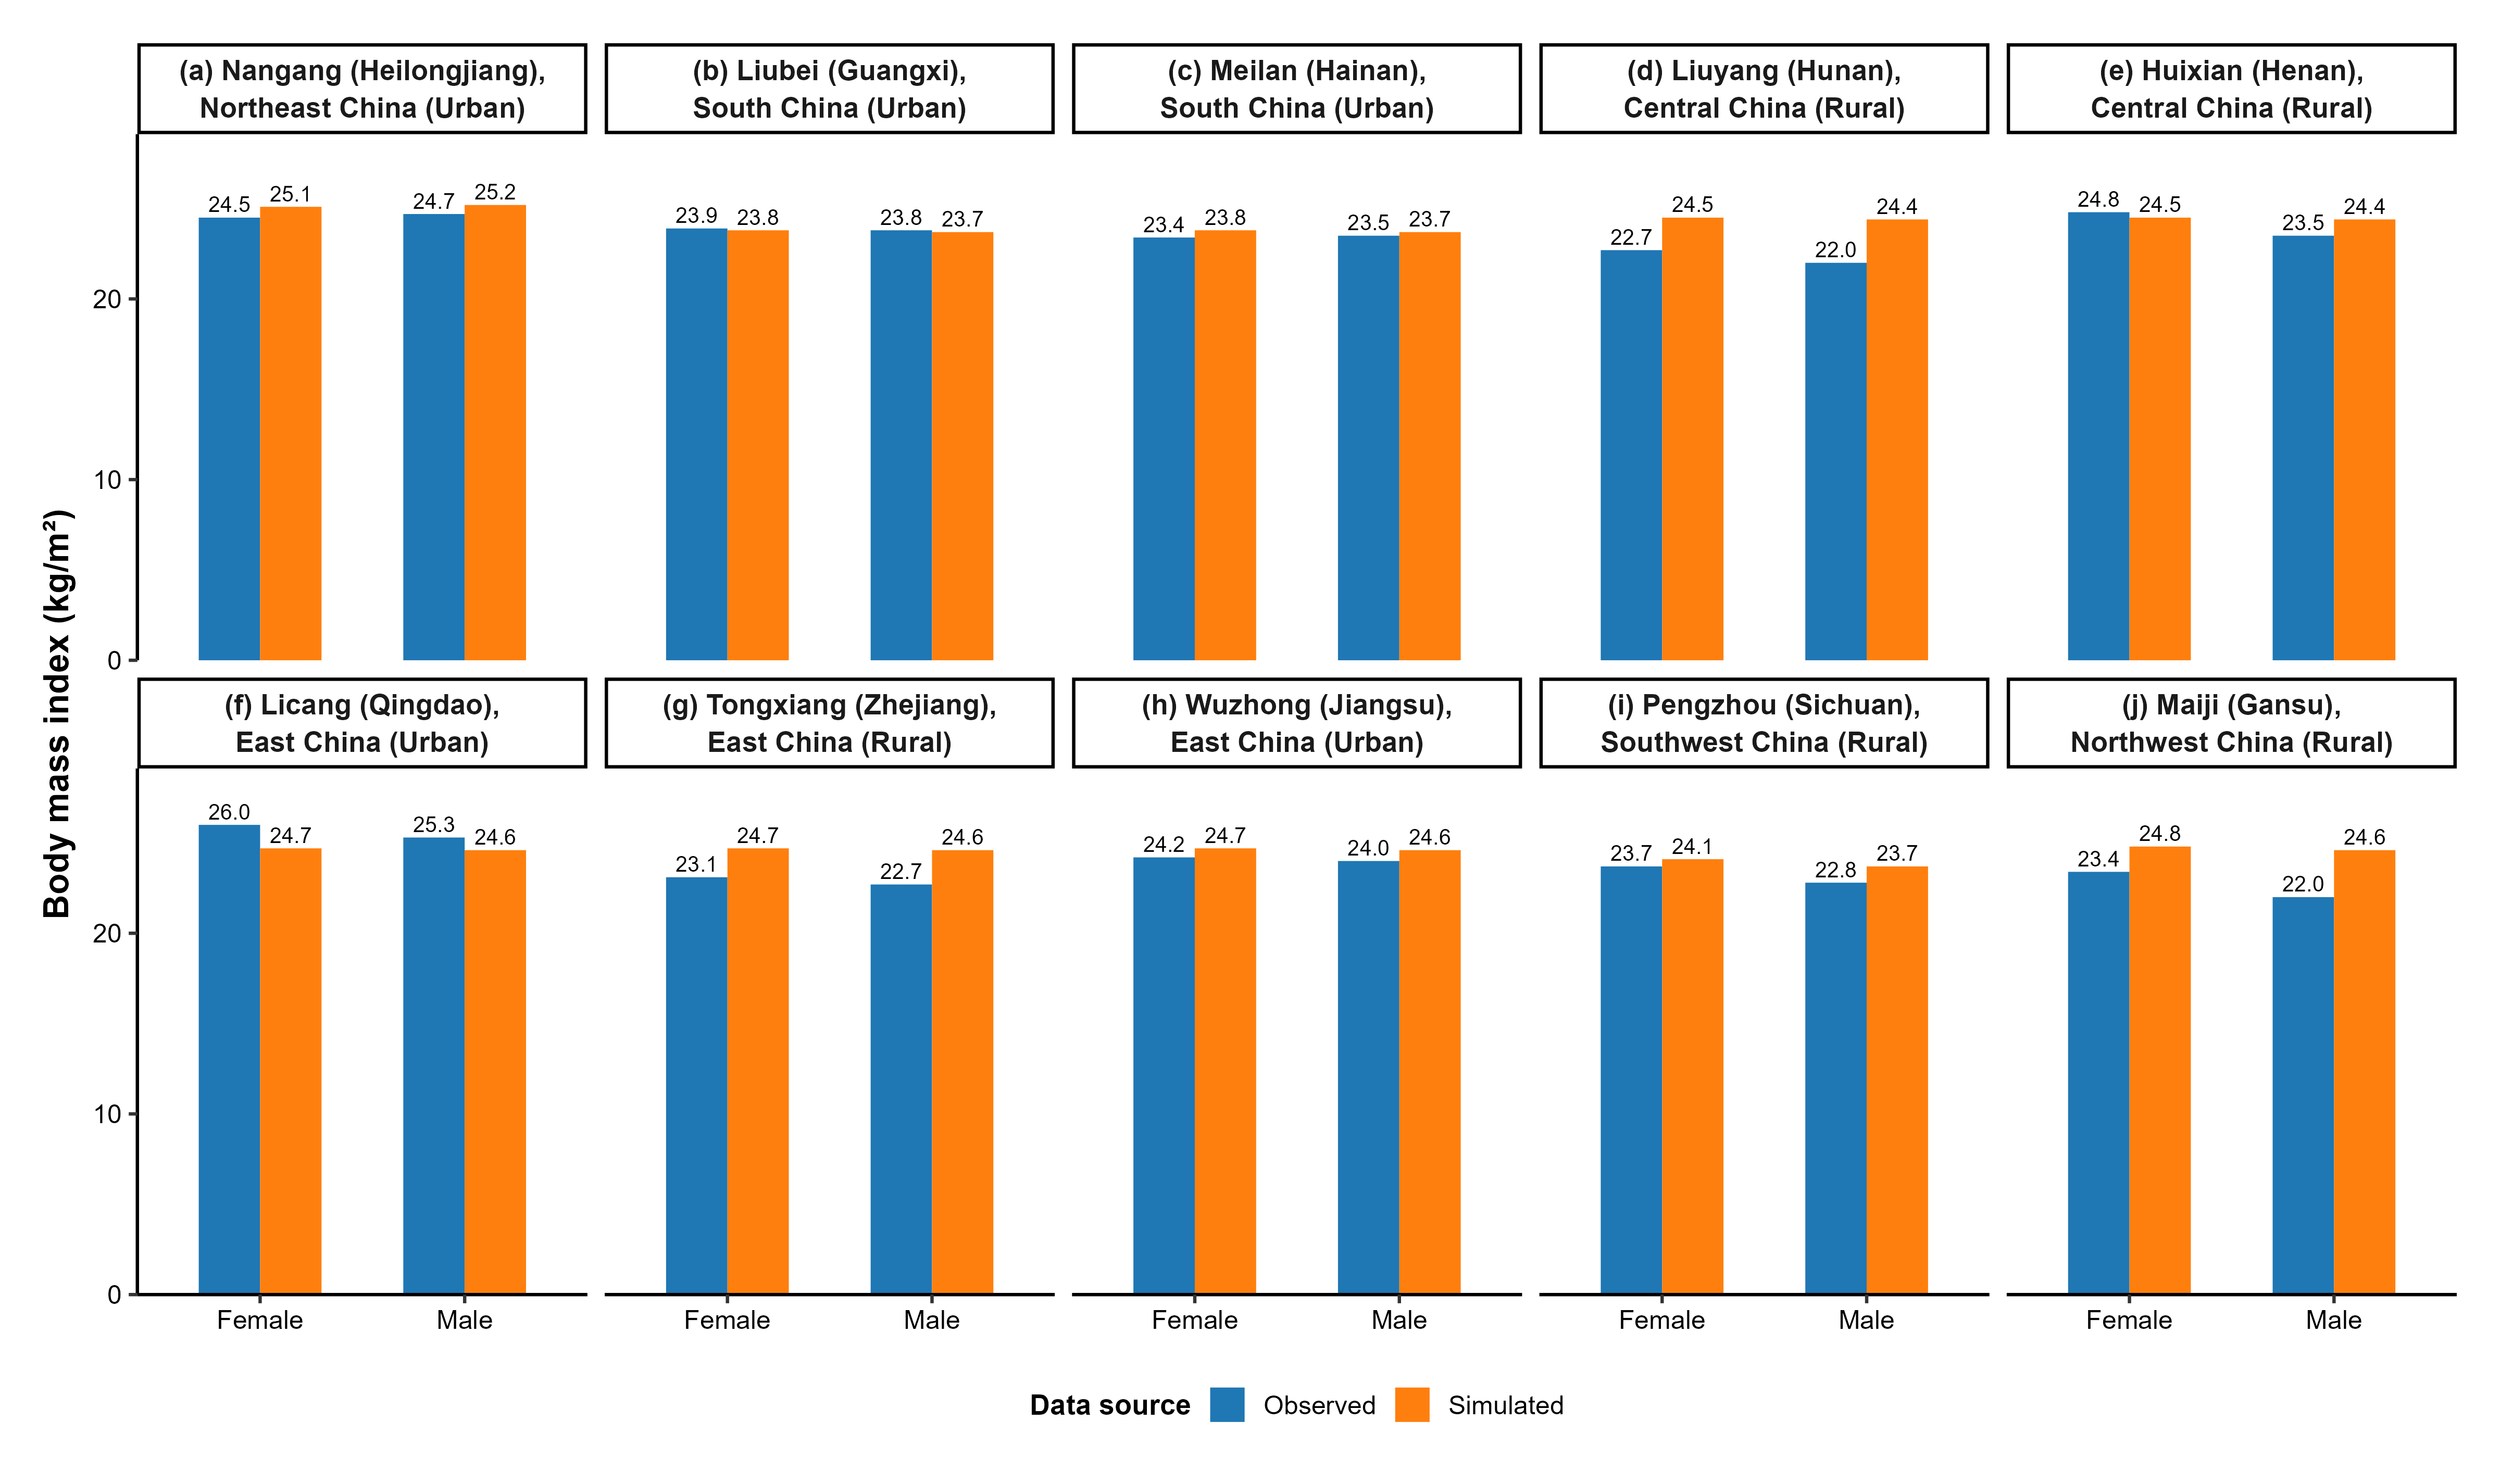 (a) Nangang (Heilongjiang),
Northeast China (Urban)
(b) Liubei (Guangxi),
South China (Urban)
(c) Meilan (Hainan),
South China (Urban)
(d) Liuyang (Hunan),
Central China (Rural)
(e) Huixian (Henan),
Central China (Rural)
Body mass index (kg/m²)
20
10
0
24.5 25.1 24.7 25.2
23.9 23.8 23.8 23.7
23.4 23.8 23.5 23.7
22.7 24.5 22.0 24.4
24.8 24.5 23.5 24.4
(f) Licang (Qingdao),
East China (Urban)
(g) Tongxiang (Zhejiang),
East China (Rural)
(h) Wuzhong (Jiangsu),
East China (Urban)
(i) Pengzhou (Sichuan),
Southwest China (Rural)
(j) Maiji (Gansu),
Northwest China (Rural)
20
10
0
26.0 24.7 25.3 24.6
23.1 24.7 22.7 24.6
24.2 24.7 24.0 24.6
23.7 24.1 22.8 23.7
23.4 24.8 22.0 24.6
Female Male Female Male Female Male Female Male Female Male
Data source Observed Simulated